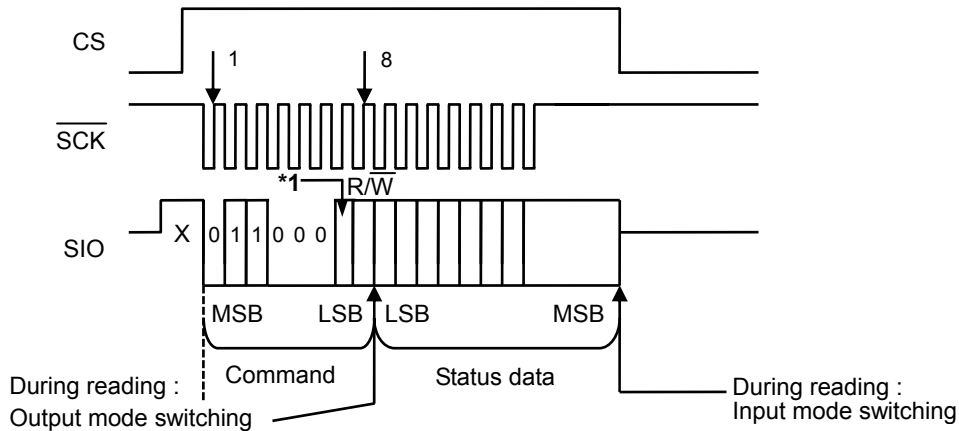 CS
1
8
SCK
*1
R/W
SIO
X
0
1
1
0
0
0
MSB
LSB
LSB
MSB
Command
Status data
During reading :
Output mode switching
During reading :
Input mode switching